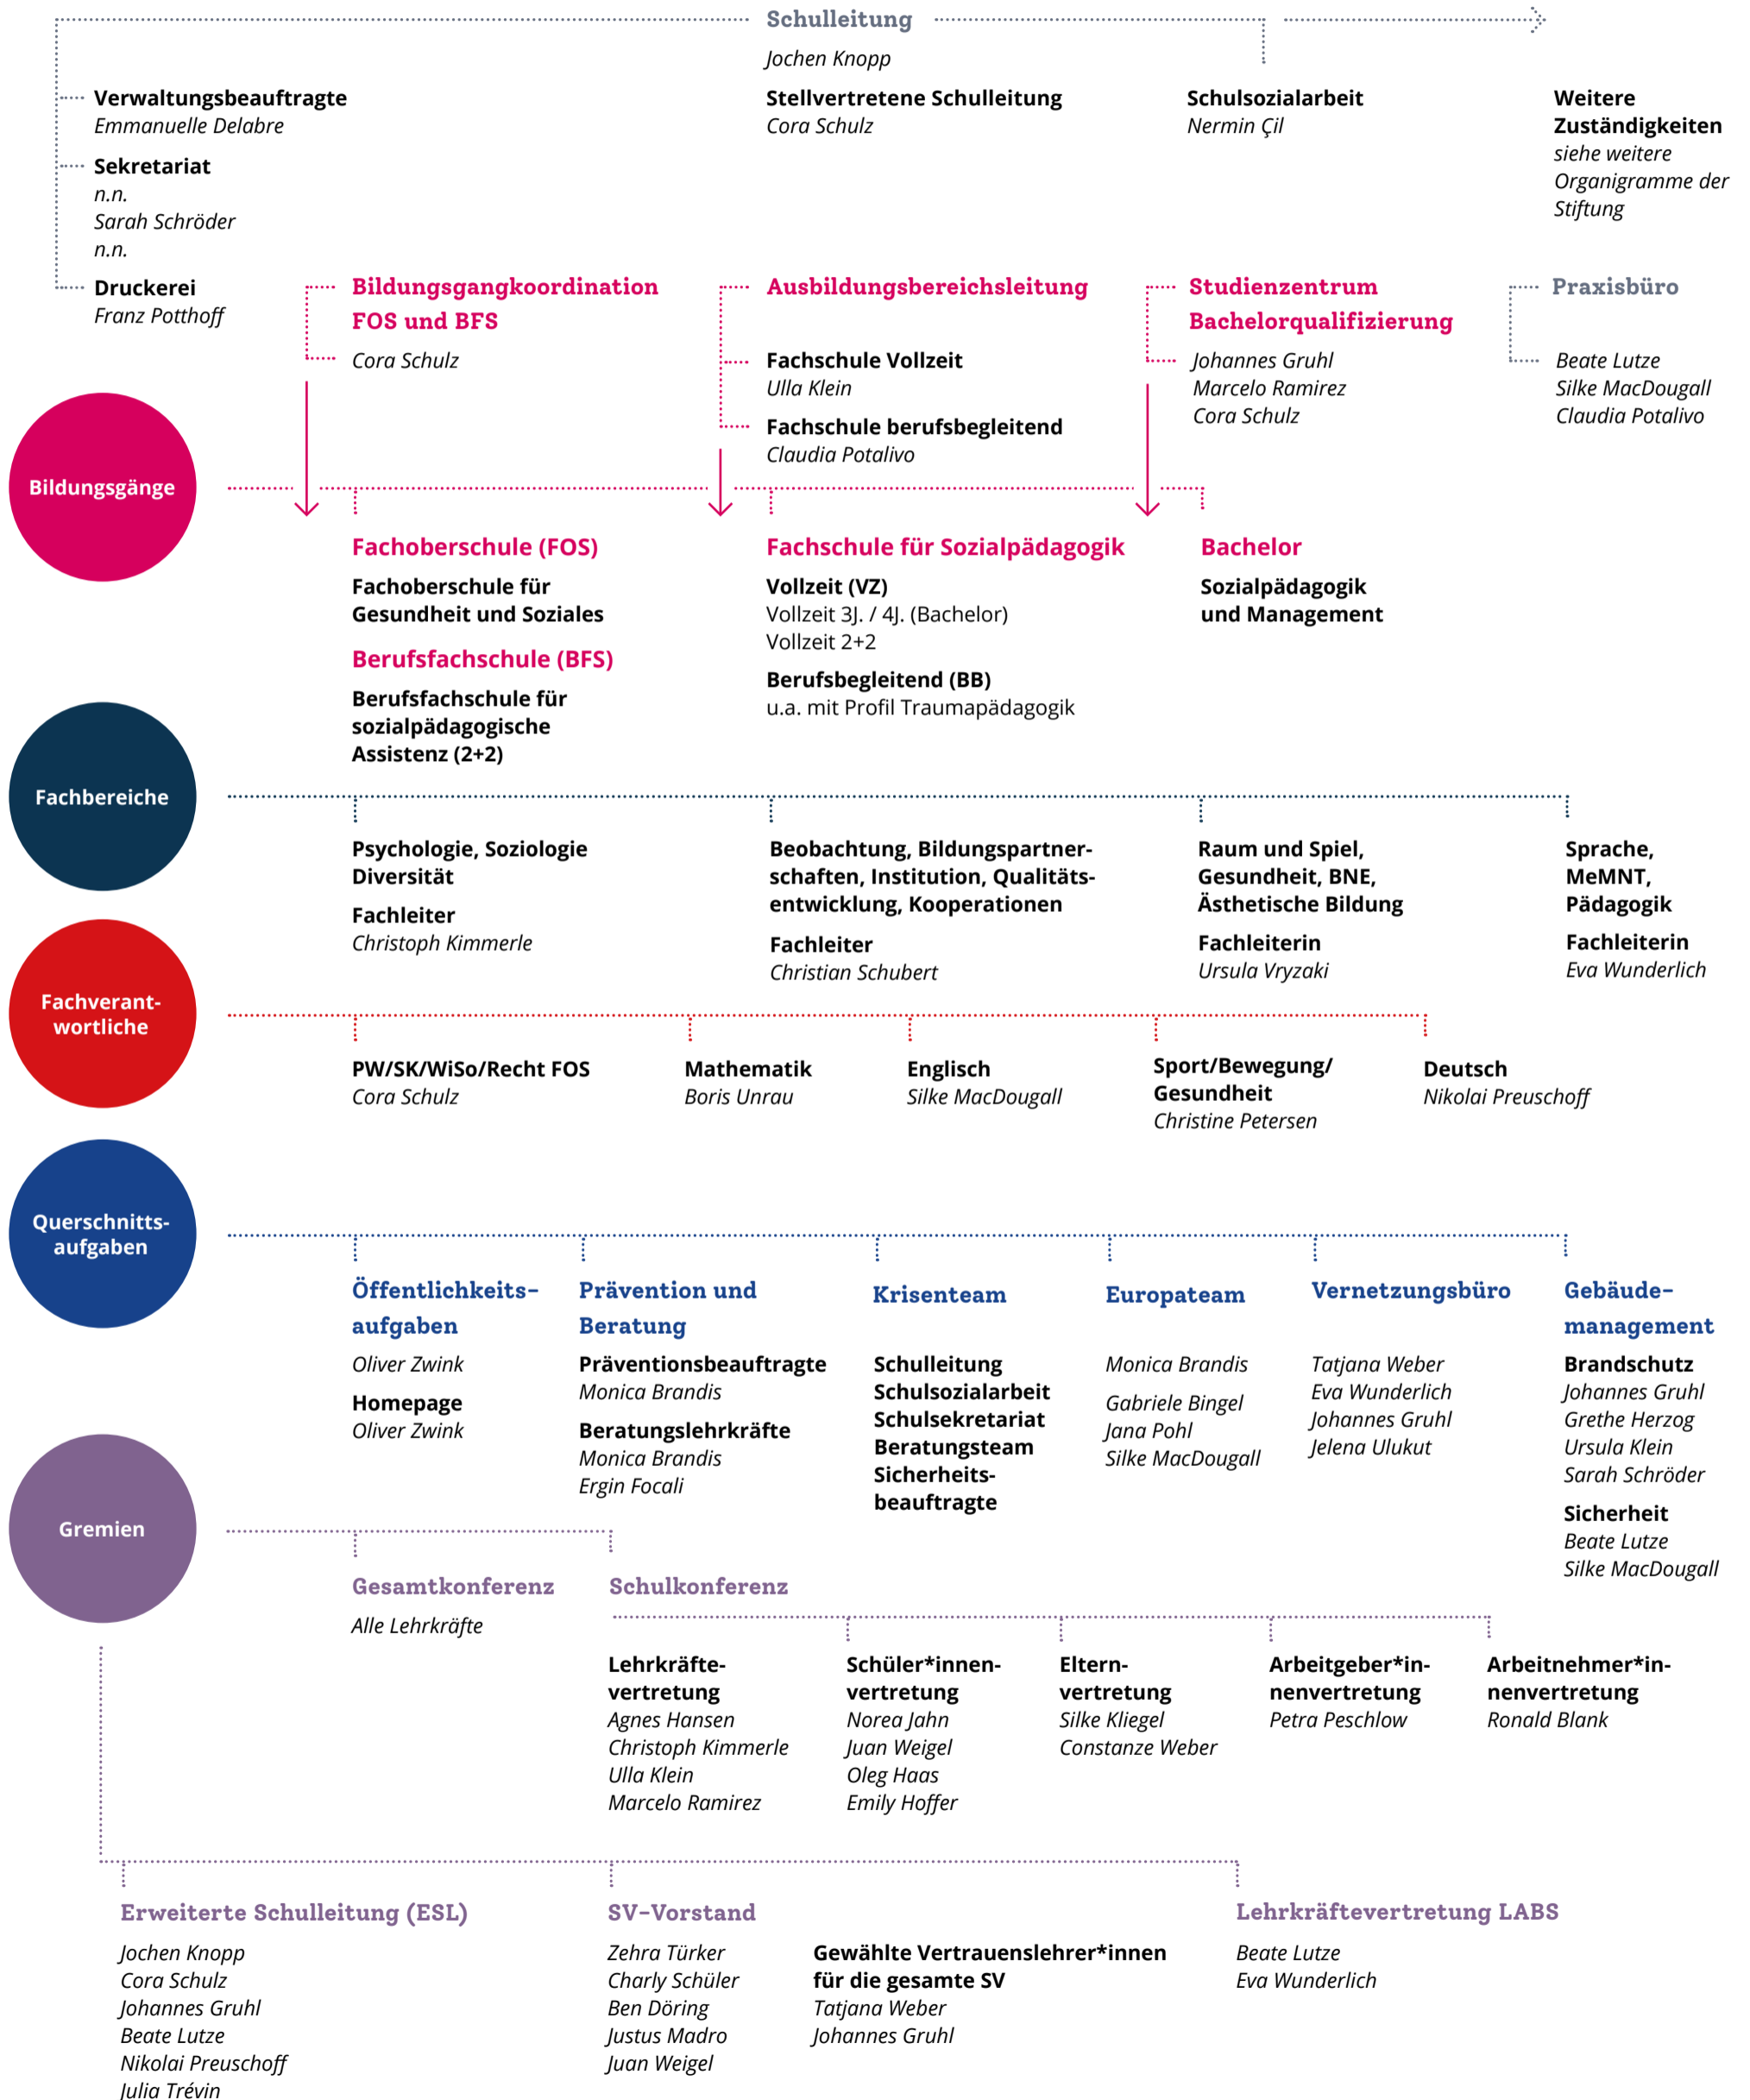 Schulleitung
Jochen Knopp
Verwaltungsbeauftragte
Emmanuelle Delabre
Sekretariat
n.n.
Sarah Schröder
n.n.
Druckerei
Franz Potthoff
Stellvertretene Schulleitung
Cora Schulz
Schulsozialarbeit
Nermin Çil
Weitere
Zuständigkeiten
siehe weitere
Organigramme der
Stiftung
Bildungsgangkoordination
FOS und BFS
Cora Schulz
Ausbildungsbereichsleitung
Fachschule Vollzeit
Ulla Klein
Fachschule berufsbegleitend
Claudia Potalivo
Studienzentrum
Bachelorqualifizierung
Johannes Gruhl
Marcelo Ramirez
Cora Schulz
Praxisbüro
Beate Lutze
Silke MacDougall
Claudia Potalivo
Bildungsgänge
Fachoberschule (FOS)
Fachoberschule für
Gesundheit und Soziales
Berufsfachschule (BFS)
Berufsfachschule für
sozialpädagogische
Assistenz (2+2)
Fachschule für Sozialpädagogik
Vollzeit (VZ)
Vollzeit 3J. / 4J. (Bachelor)
Vollzeit 2+2
Berufsbegleitend (BB)
u.a. mit Profil Traumapädagogik
Bachelor
Sozialpädagogik
und Management
Fachbereiche
Psychologie, Soziologie
Diversität
Fachleiter
Christoph Kimmerle
Beobachtung, Bildungspartner-
schaften, Institution, Qualitäts-
entwicklung, Kooperationen
Fachleiter
Christian Schubert
Raum und Spiel,
Gesundheit, BNE,
Ästhetische Bildung
Fachleiterin
Ursula Vryzaki
Sprache,
MeMNT,
Pädagogik
Fachleiterin
Eva Wunderlich
Fachverant-
wortliche
PW/SK/WiSo/Recht FOS
Cora Schulz
Mathematik
Boris Unrau
Englisch
Silke MacDougall
Sport/Bewegung/
Gesundheit
Christine Petersen
Deutsch
Nikolai Preuschoff
Querschnitts-
aufgaben
Öffentlichkeits-
aufgaben
Oliver Zwink
Homepage
Oliver Zwink
Prävention und
Beratung
Präventionsbeauftragte
Monica Brandis
Beratungslehrkräfte
Monica Brandis
Ergin Focali
Krisenteam
Schulleitung
Schulsozialarbeit
Schulsekretariat
Beratungsteam
Sicherheits-
beauftragte
Europateam
Monica Brandis
Gabriele Bingel
Jana Pohl
Silke MacDougall
Vernetzungsbüro
Tatjana Weber
Eva Wunderlich
Johannes Gruhl
Jelena Ulukut
Gebäude-
management
Brandschutz
Johannes Gruhl
Grethe Herzog
Ursula Klein
Sarah Schröder
Sicherheit
Beate Lutze
Silke MacDougall
Gremien
Gesamtkonferenz
Alle Lehrkräfte
Schulkonferenz
Lehrkräfte-
vertretung
Agnes Hansen
Christoph Kimmerle
Ulla Klein
Marcelo Ramirez
Schüler*innen-
vertretung
Norea Jahn
Juan Weigel
Oleg Haas
Emily Hoffer
Eltern-
vertretung
Silke Kliegel
Constanze Weber
Arbeitgeber*in-
nenvertretung
Petra Peschlow
Arbeitnehmer*in-
nenvertretung
Ronald Blank
Erweiterte Schulleitung (ESL)
Jochen Knopp
Cora Schulz
Johannes Gruhl
Beate Lutze
Nikolai Preuschoff
Julia Trévin
SV-Vorstand
Zehra Türker
Charly Schüler
Ben Döring
Justus Madro
Juan Weigel
Gewählte Vertrauenslehrer*innen
für die gesamte SV
Tatjana Weber
Johannes Gruhl
Lehrkräftevertretung LABS
Beate Lutze
Eva Wunderlich